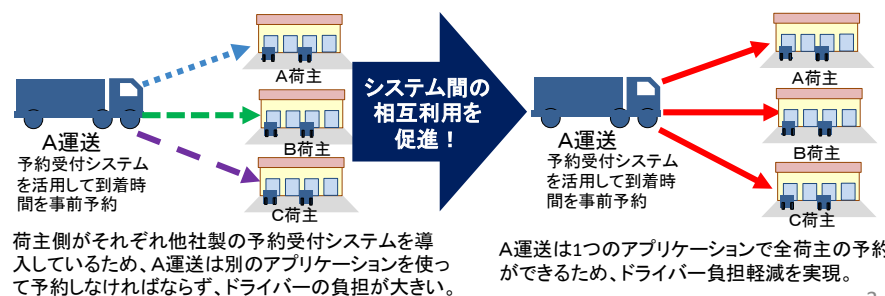 A運送
予約受付システム
を活用して到着時
間を事前予約
A荷主
B荷主
C荷主
荷主側がそれぞれ他社製の予約受付システムを導
入しているため、A運送は別のアプリケーションを使っ
て予約しなければならず、ドライバーの負担が大きい。
システム間の
相互利用を
促進！
A運送
予約受付システム
を活用して到着時
間を事前予約
A荷主
B荷主
C荷主
A運送は1つのアプリケーションで全荷主の予約
ができるため、ドライバー負担軽減を実現。